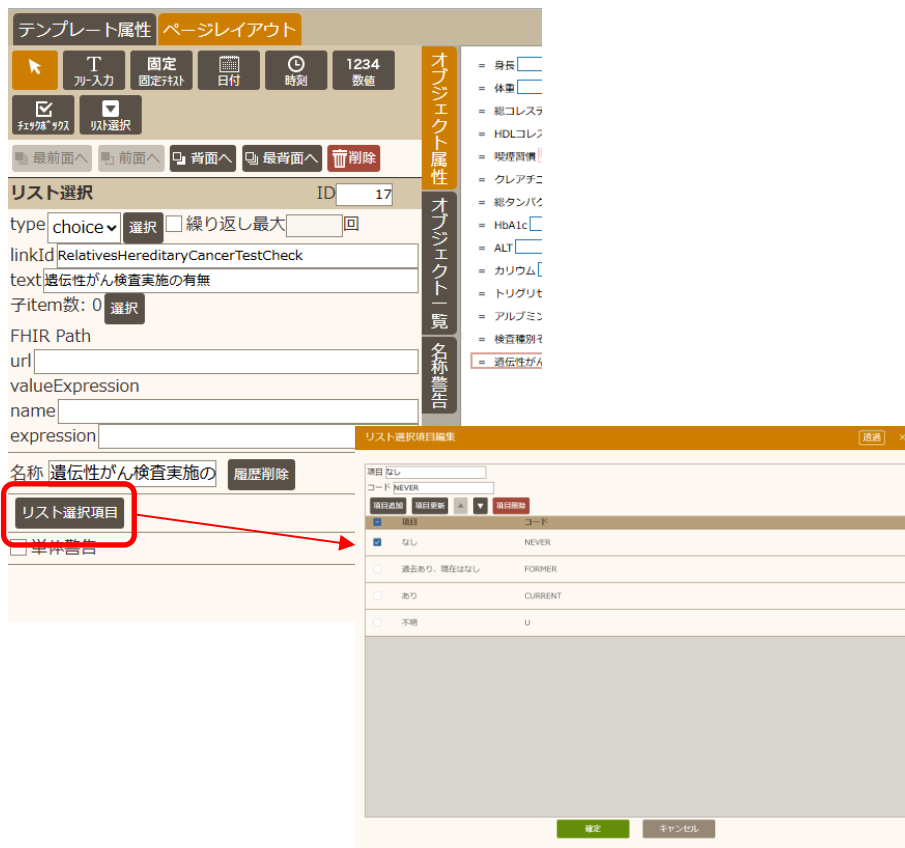 テンプレート属性 ページレイアウト
T フリー入力
固定 固定テキスト
日付
時刻
1234 数値
チェックボックス
リスト選択
最前面へ 前面へ 背面へ 最背面へ 削除
リスト選択 ID 17
type choice 選択 繰り返し最大 回
linkId RelativesHereditaryCancerTestCheck
text 遺伝性がん検査実施の有無
子item数: 0 選択
FHIR Path
url
valueExpression
name
expression
名称 遺伝性がん検査実施の 履歴削除
リスト選択項目
単体警告
オブジェクト属性
オブジェクト一覧
名称警告
= 身長
= 体重
= 総コレステ
= HDLコレス
= 喫煙習慣
= クレアチニ
= 総タンパク
= HbA1c
= ALT
= カリウム
= トリグリセ
= アルブミン
= 検査種別そ
= 遺伝性がん
リスト選択項目編集 透過 ×
項目 なし
コード NEVER
項目追加 項目更新 ▲ ▼ 項目削除
項目 コード
なし NEVER
過去あり、現在はなし FORMER
あり CURRENT
不明 U
確定 キャンセル